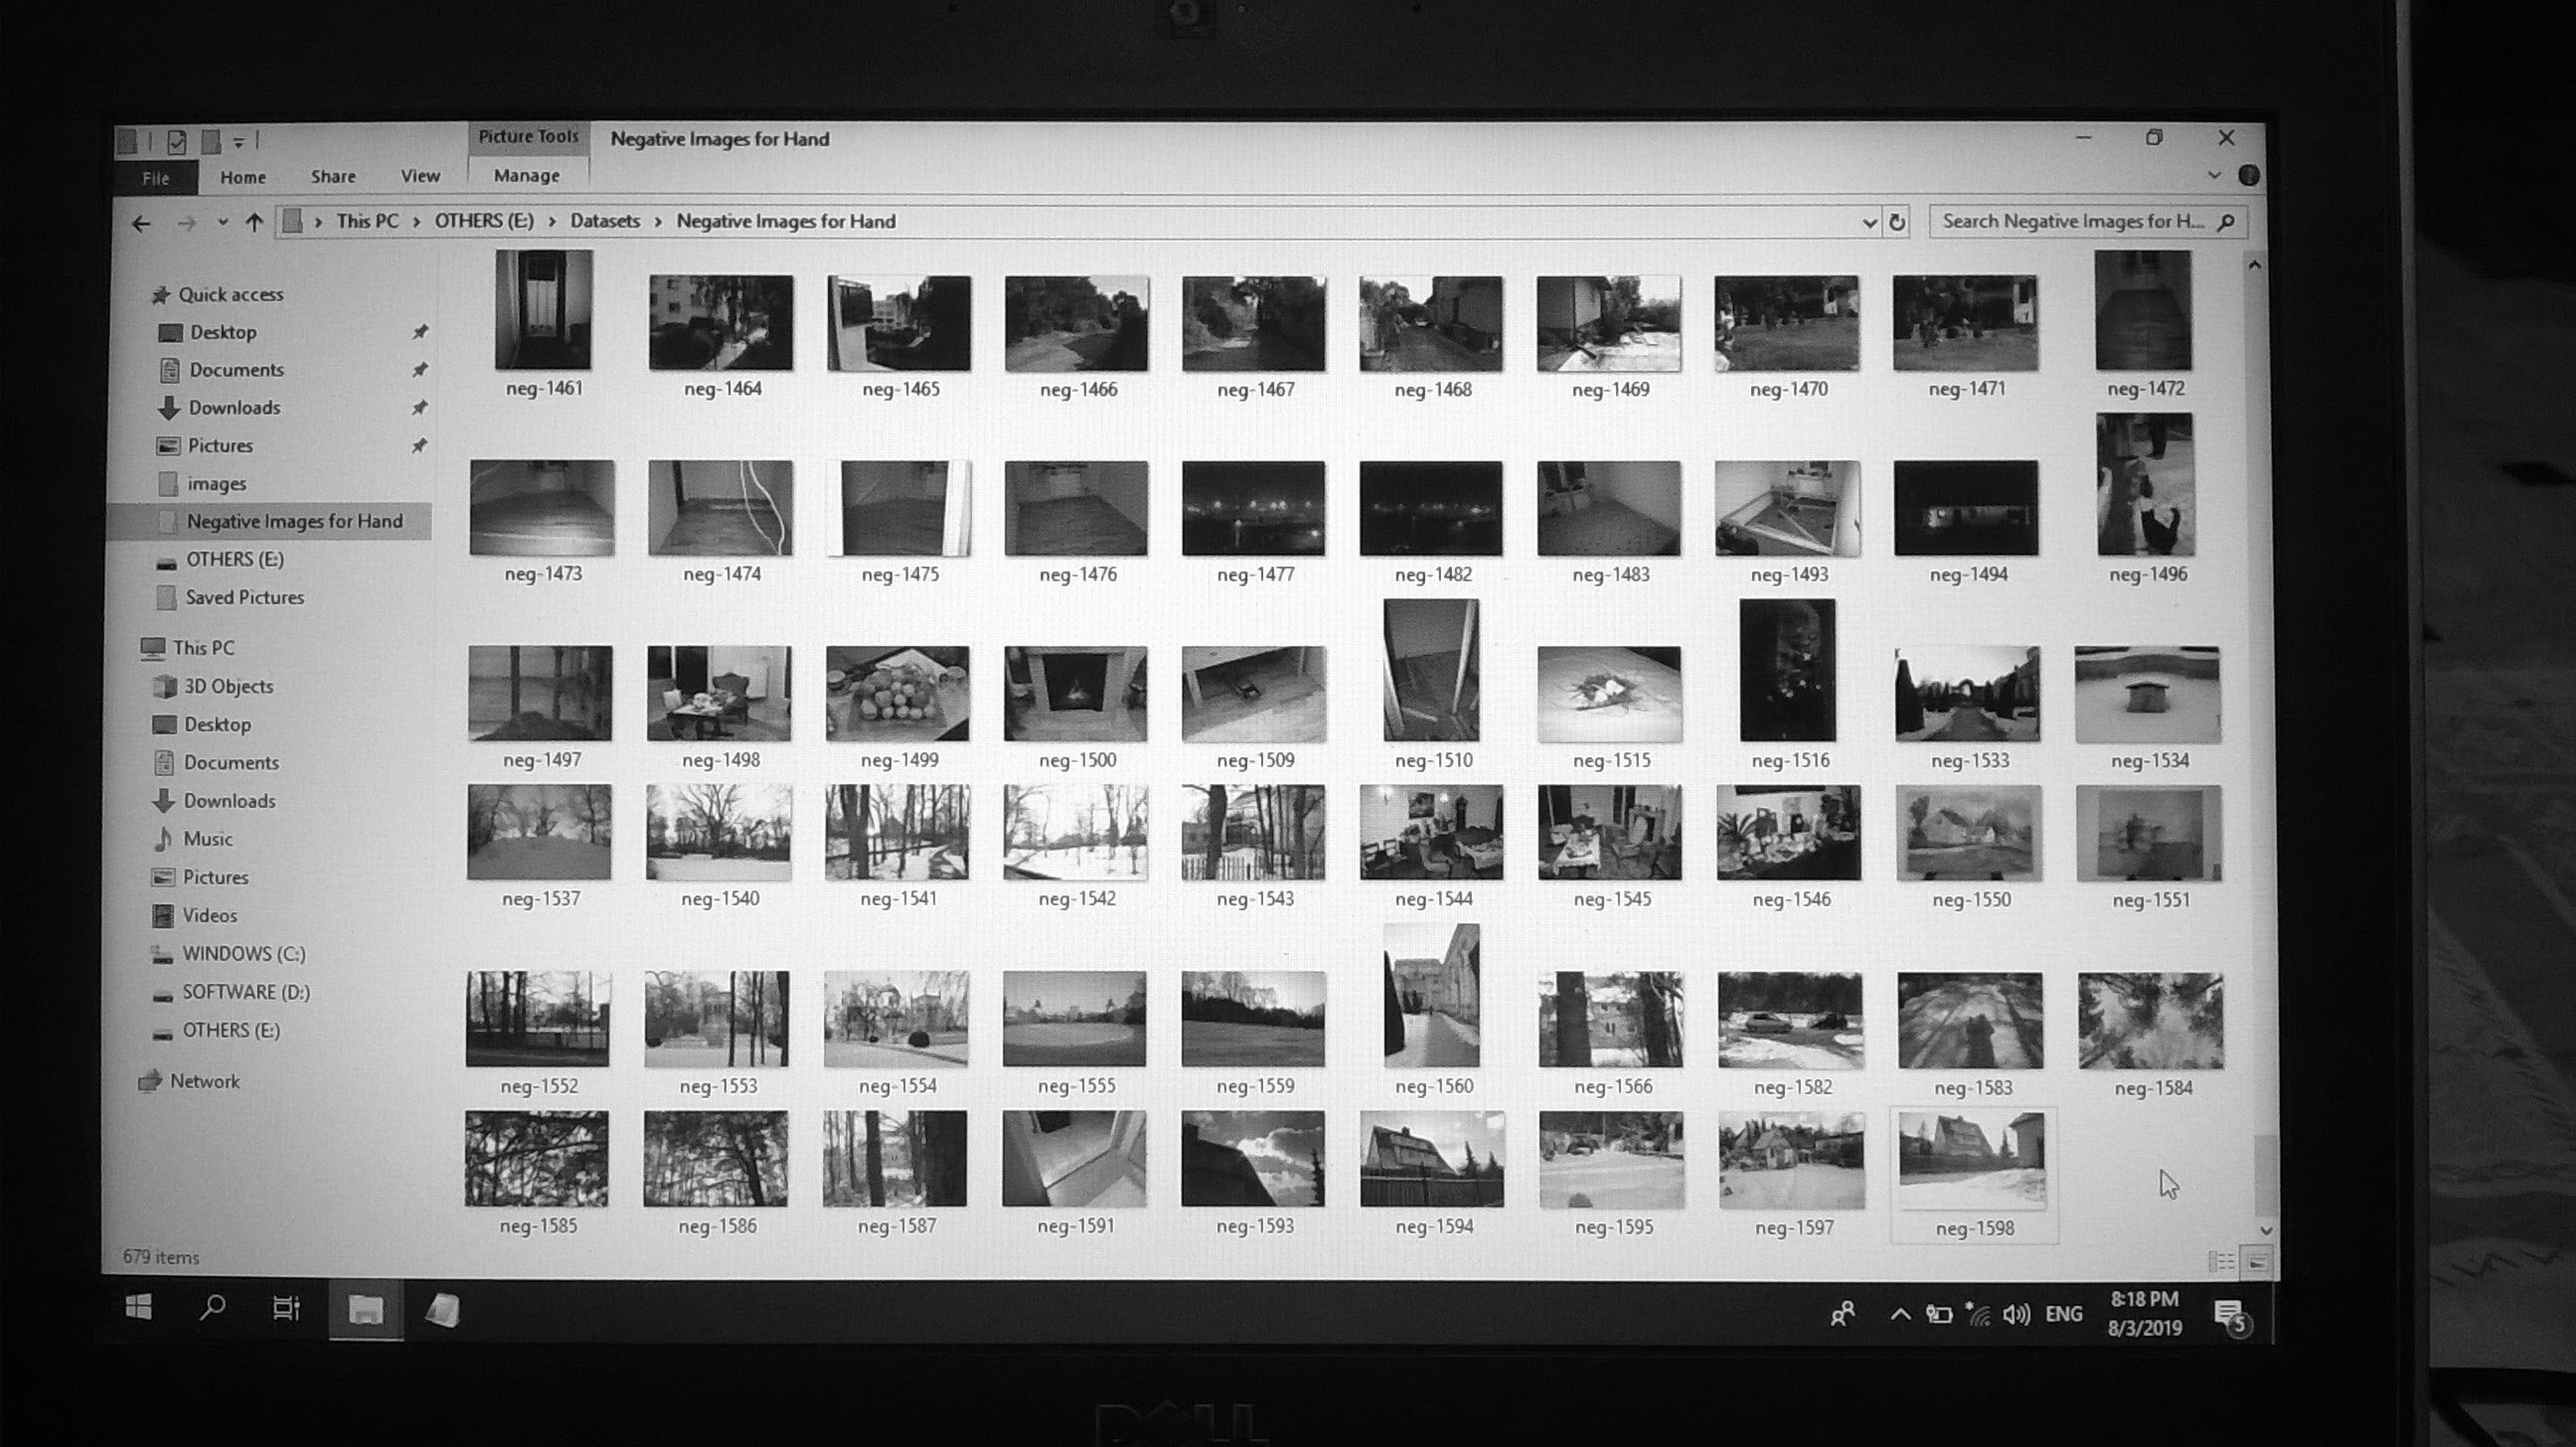 Picture Tools
Negative Images for Hand
File
Home
Share
View
Manage
This PC > OTHERS (E:) > Datasets > Negative Images for Hand
Search Negative Images for H...
Quick access
Desktop
Documents
Downloads
Pictures
images
Negative Images for Hand
OTHERS (E:)
Saved Pictures
This PC
3D Objects
Desktop
Documents
Downloads
Music
Pictures
Videos
WINDOWS (C:)
SOFTWARE (D:)
OTHERS (E:)
Network
neg-1461 neg-1464 neg-1465 neg-1466 neg-1467 neg-1468 neg-1469 neg-1470 neg-1471 neg-1472
neg-1473 neg-1474 neg-1475 neg-1476 neg-1477 neg-1482 neg-1483 neg-1493 neg-1494 neg-1496
neg-1497 neg-1498 neg-1499 neg-1500 neg-1509 neg-1510 neg-1515 neg-1516 neg-1533 neg-1534
neg-1537 neg-1540 neg-1541 neg-1542 neg-1543 neg-1544 neg-1545 neg-1546 neg-1550 neg-1551
neg-1552 neg-1553 neg-1554 neg-1555 neg-1559 neg-1560 neg-1566 neg-1582 neg-1583 neg-1584
neg-1585 neg-1586 neg-1587 neg-1591 neg-1593 neg-1594 neg-1595 neg-1597 neg-1598
679 items
ENG
8:18 PM
8/3/2019
5
DELL